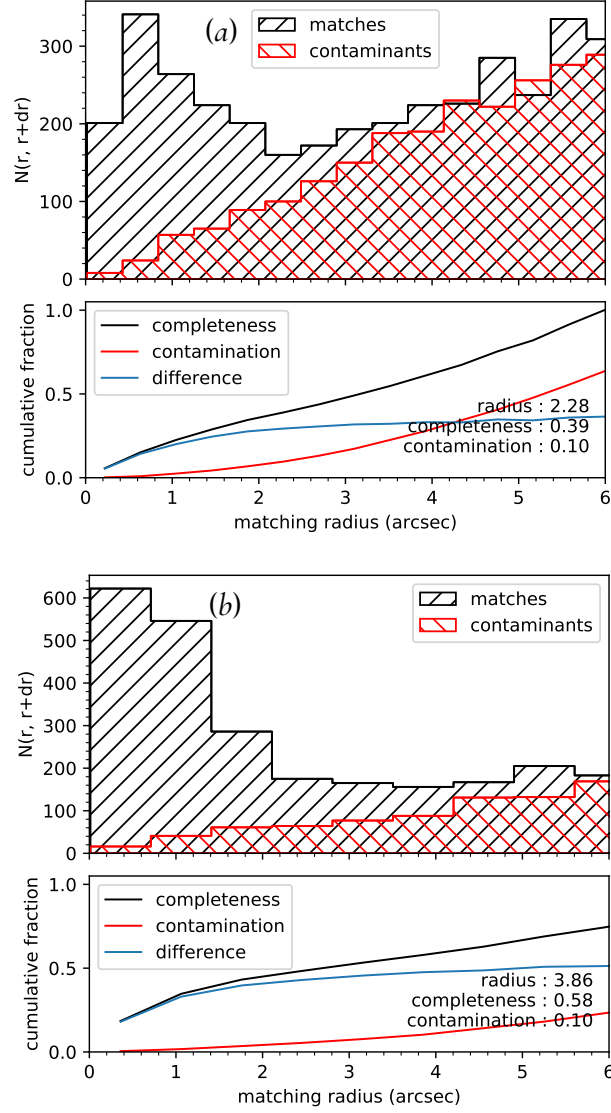 (a)
matches
contaminants
300
200
100
0
N(r, r+dr)
1.0
0.5
0.0
cumulative fraction
completeness
contamination
difference
radius : 2.28
completeness : 0.39
contamination : 0.10
0 1 2 3 4 5 6
matching radius (arcsec)
(b)
matches
contaminants
600
500
400
300
200
100
0
N(r, r+dr)
1.0
0.5
0.0
cumulative fraction
completeness
contamination
difference
radius : 3.86
completeness : 0.58
contamination : 0.10
0 1 2 3 4 5 6
matching radius (arcsec)